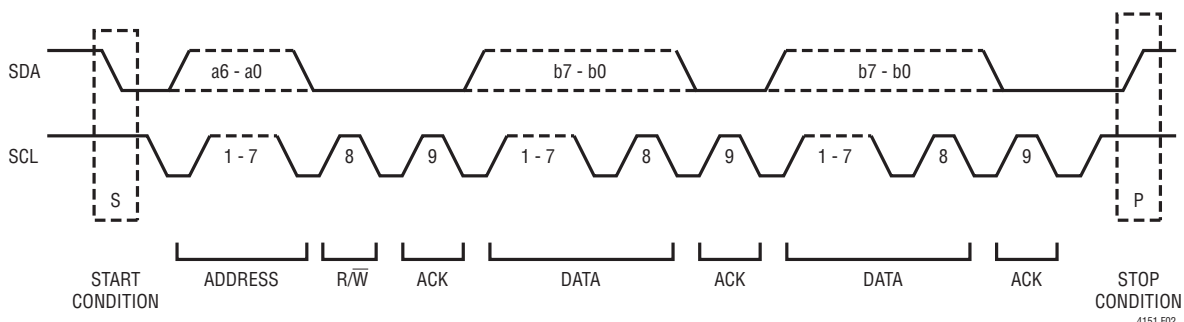 SDA
a6 - a0
b7 - b0
b7 - b0
SCL
1 - 7
8
9
1 - 7
8
9
1 - 7
8
9
S
P
START
CONDITION
ADDRESS
R/W̅
ACK
DATA
ACK
DATA
ACK
STOP
CONDITION
4151 F02